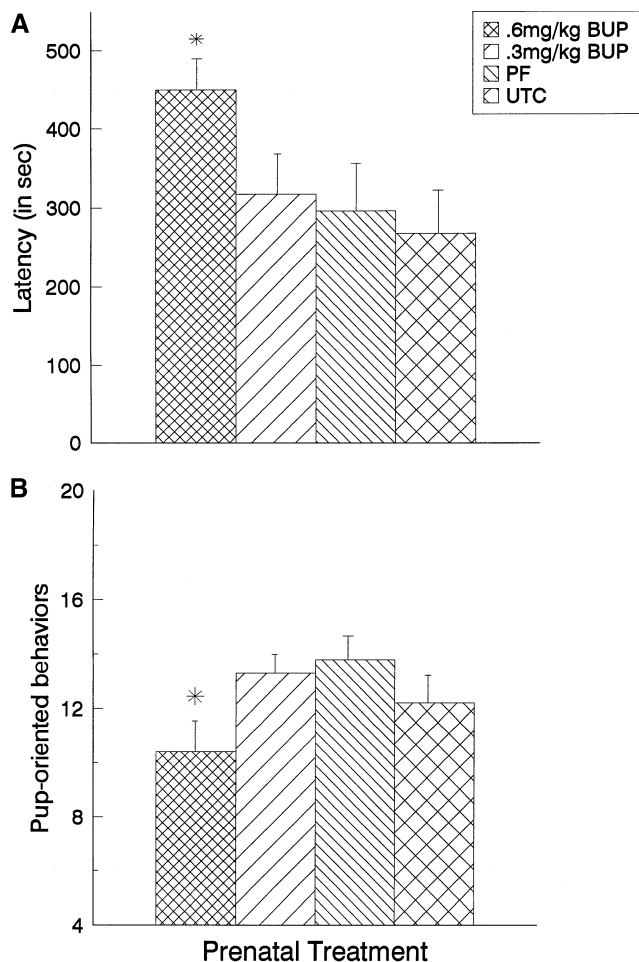 A
.6mg/kg BUP
.3mg/kg BUP
PF
UTC
Latency (in sec)
500
400
300
200
100
0
*
B
Pup-oriented behaviors
20
16
12
8
4
*
Prenatal Treatment